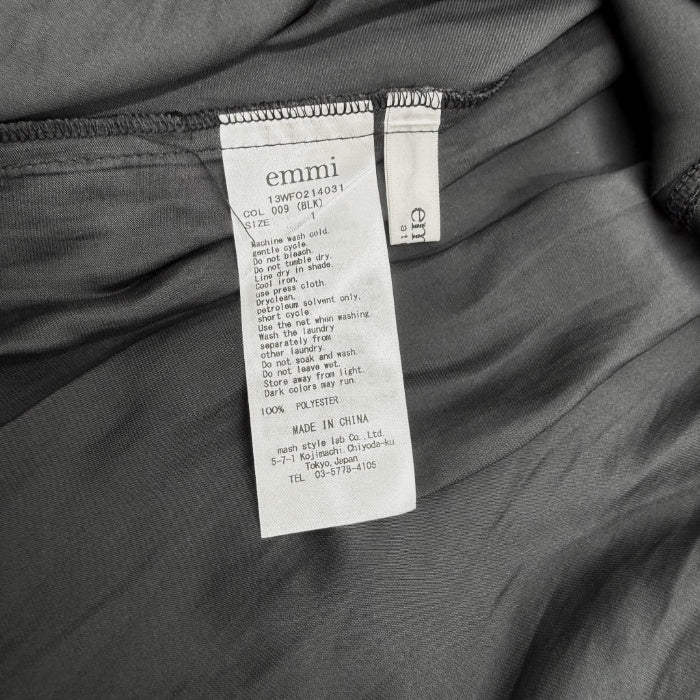 emmi
13WFO214031
COL 009 (BLK)
SIZE 1
Machine wash cold.
gentle cycle.
Do not bleach.
Do not tumble dry.
Line dry in shade.
Cool iron.
use press cloth.
Dryclean.
petroleum solvent only,
short cycle.
Use the net when washing.
Wash the laundry
separately from
other laundry.
Do not soak and wash.
Do not leave wet.
Store away from light.
Dark colors may run.
100% POLYESTER
MADE IN CHINA
mash style lab Co.,Ltd.
5-7-1 Kojimachi Chiyoda-ku
Tokyo,Japan
TEL 03-5778-4105
em
at